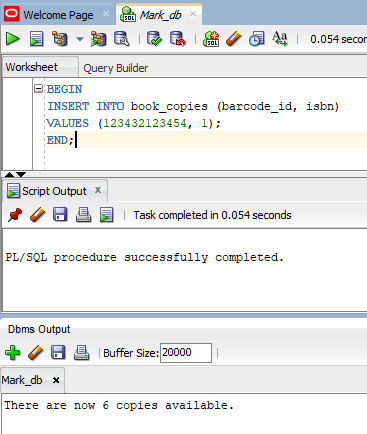 Welcome Page × Mark_db ×
SQL 0.054 secon
Worksheet Query Builder
BEGIN
INSERT INTO book_copies (barcode_id, isbn)
VALUES (123432123454, 1);
END;
Script Output ×
Task completed in 0.054 seconds
PL/SQL procedure successfully completed.
Dbms Output
Buffer Size: 20000
Mark_db ×
There are now 6 copies available.